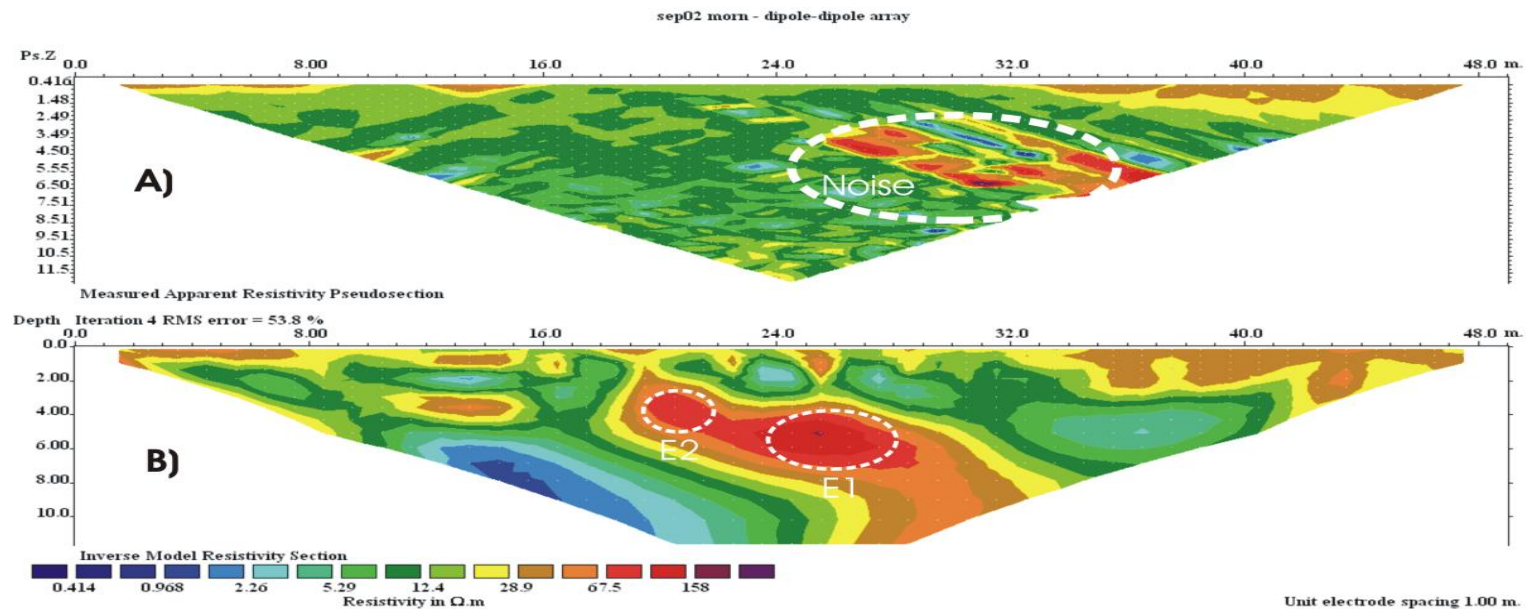 sep02 morn - dipole-dipole array
Ps.Z 0.0 8.00 16.0 24.0 32.0 40.0 48.0 m.
0.416
1.48
2.49
3.49
4.50
5.55
6.50
7.51
8.51
9.51
10.5
11.5
A)
Noise
Measured Apparent Resistivity Pseudosection
Depth Iteration 4 RMS error = 53.8 %
0.0 8.00 16.0 24.0 32.0 40.0 48.0 m.
0.0
2.00
4.00
6.00
8.00
10.0
B)
E2
E1
Inverse Model Resistivity Section
0.414 0.968 2.26 5.29 12.4 28.9 67.5 158
Resistivity in Ω.m
Unit electrode spacing 1.00 m.